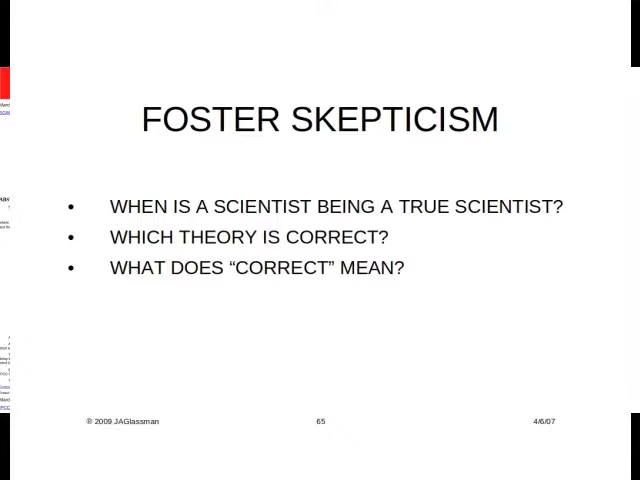 FOSTER SKEPTICISM
• WHEN IS A SCIENTIST BEING A TRUE SCIENTIST?
• WHICH THEORY IS CORRECT?
• WHAT DOES “CORRECT” MEAN?
© 2009 JAGlassman 65 4/6/07